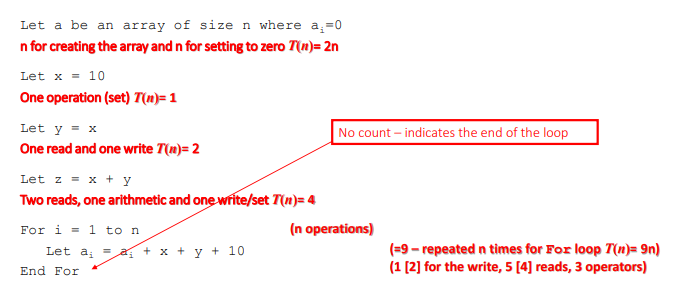 Let a be an array of size n where aᵢ=0
n for creating the array and n for setting to zero T(n)= 2n
Let x = 10
One operation (set) T(n)= 1
Let y = x
One read and one write T(n)= 2
No count – indicates the end of the loop
Let z = x + y
Two reads, one arithmetic and one write/set T(n)= 4
For i = 1 to n (n operations)
Let aᵢ = aᵢ + x + y + 10 (=9 – repeated n times for For loop T(n)= 9n)
End For (1 [2] for the write, 5 [4] reads, 3 operators)